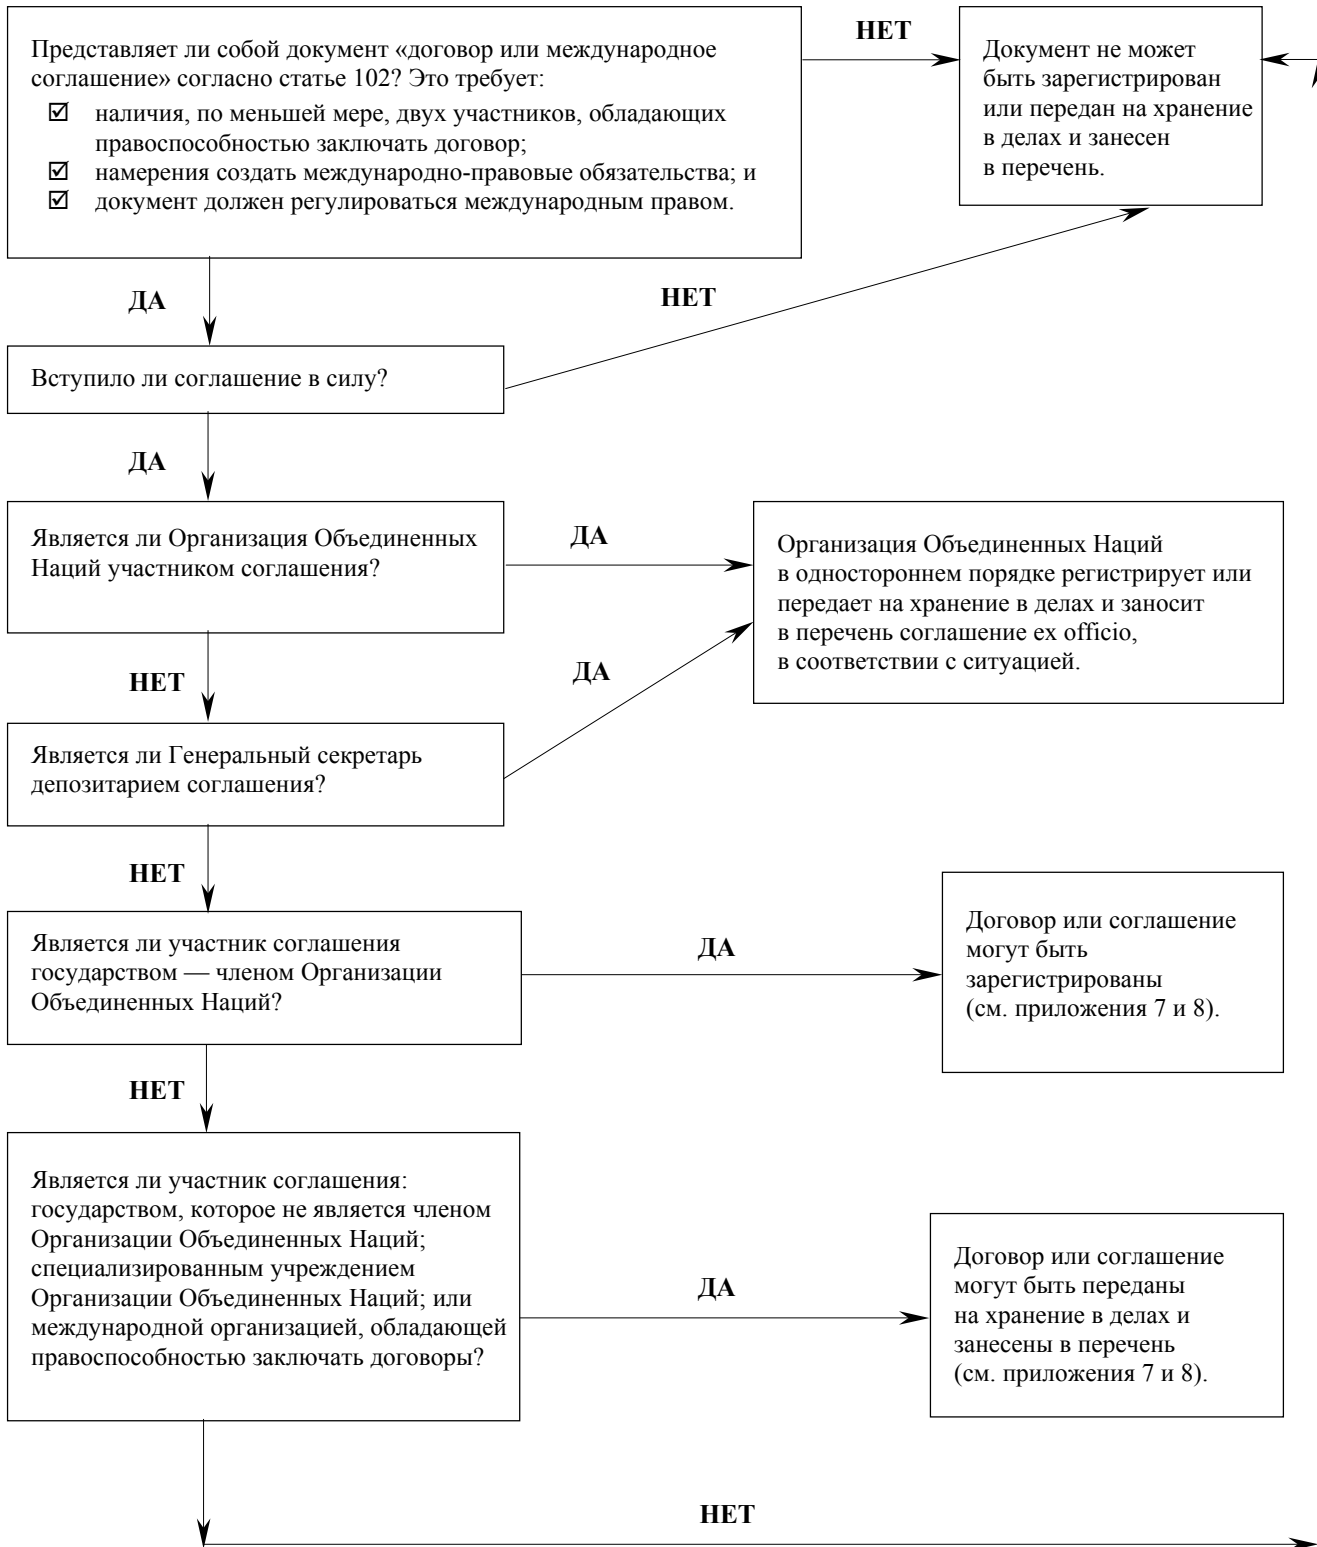 Представляет ли собой документ «договор или международное
соглашение» согласно статье 102? Это требует:
☑ наличия, по меньшей мере, двух участников, обладающих
правоспособностью заключать договор;
☑ намерения создать международно-правовые обязательства; и
☑ документ должен регулироваться международным правом.
НЕТ
Документ не может
быть зарегистрирован
или передан на хранение
в делах и занесен
в перечень.
ДА
НЕТ
Вступило ли соглашение в силу?
ДА
Является ли Организация Объединенных
Наций участником соглашения?
ДА
Организация Объединенных Наций
в одностороннем порядке регистрирует или
передает на хранение в делах и заносит
в перечень соглашение ex officio,
в соответствии с ситуацией.
НЕТ
ДА
Является ли Генеральный секретарь
депозитарием соглашения?
НЕТ
Является ли участник соглашения
государством — членом Организации
Объединенных Наций?
ДА
Договор или соглашение
могут быть
зарегистрированы
(см. приложения 7 и 8).
НЕТ
Является ли участник соглашения:
государством, которое не является членом
Организации Объединенных Наций;
специализированным учреждением
Организации Объединенных Наций; или
международной организацией, обладающей
правоспособностью заключать договоры?
ДА
Договор или соглашение
могут быть переданы
на хранение в делах и
занесены в перечень
(см. приложения 7 и 8).
НЕТ